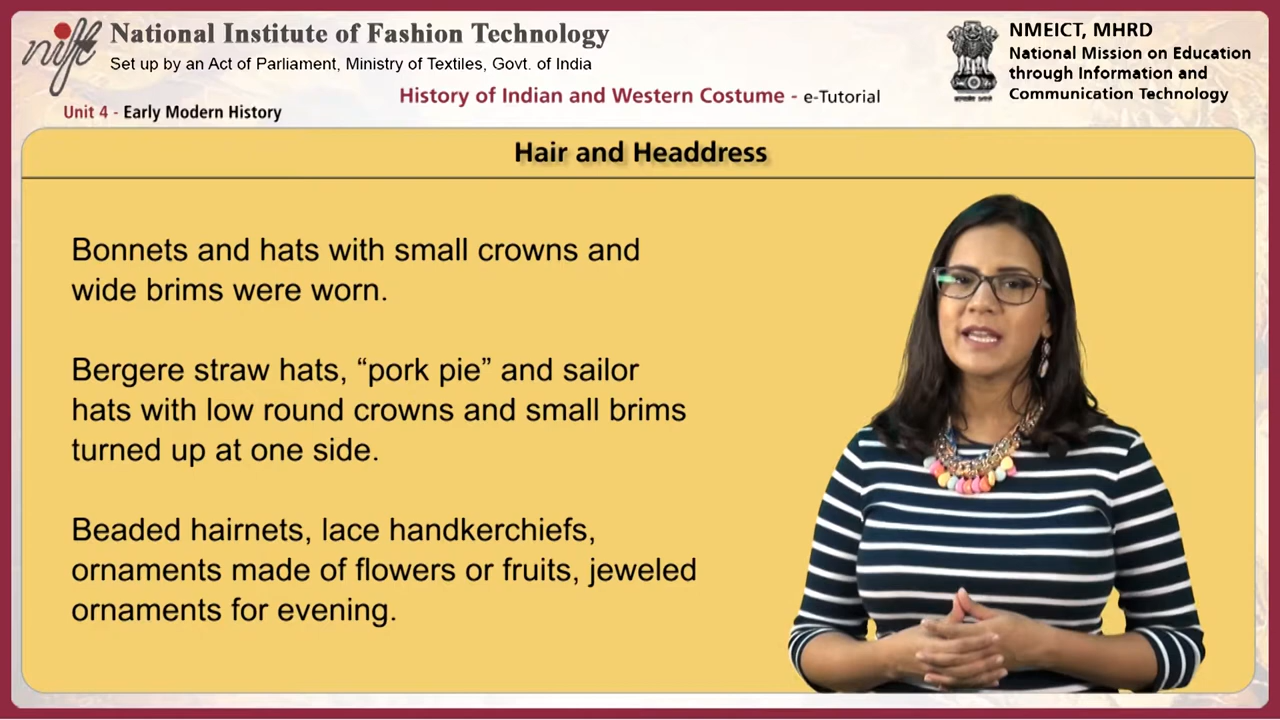 nift
National Institute of Fashion Technology
Set up by an Act of Parliament, Ministry of Textiles, Govt. of India
History of Indian and Western Costume - e-Tutorial
Unit 4 - Early Modern History
NMEICT, MHRD
National Mission on Education
through Information and
Communication Technology
Hair and Headdress
Bonnets and hats with small crowns and
wide brims were worn.
Bergere straw hats, “pork pie” and sailor
hats with low round crowns and small brims
turned up at one side.
Beaded hairnets, lace handkerchiefs,
ornaments made of flowers or fruits, jeweled
ornaments for evening.